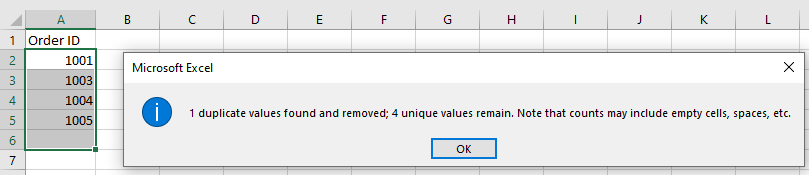 A B C D E F G H I J K L
1 Order ID
2 1001
3 1003
4 1004
5 1005
6
7
Microsoft Excel
1 duplicate values found and removed; 4 unique values remain. Note that counts may include empty cells, spaces, etc.
OK